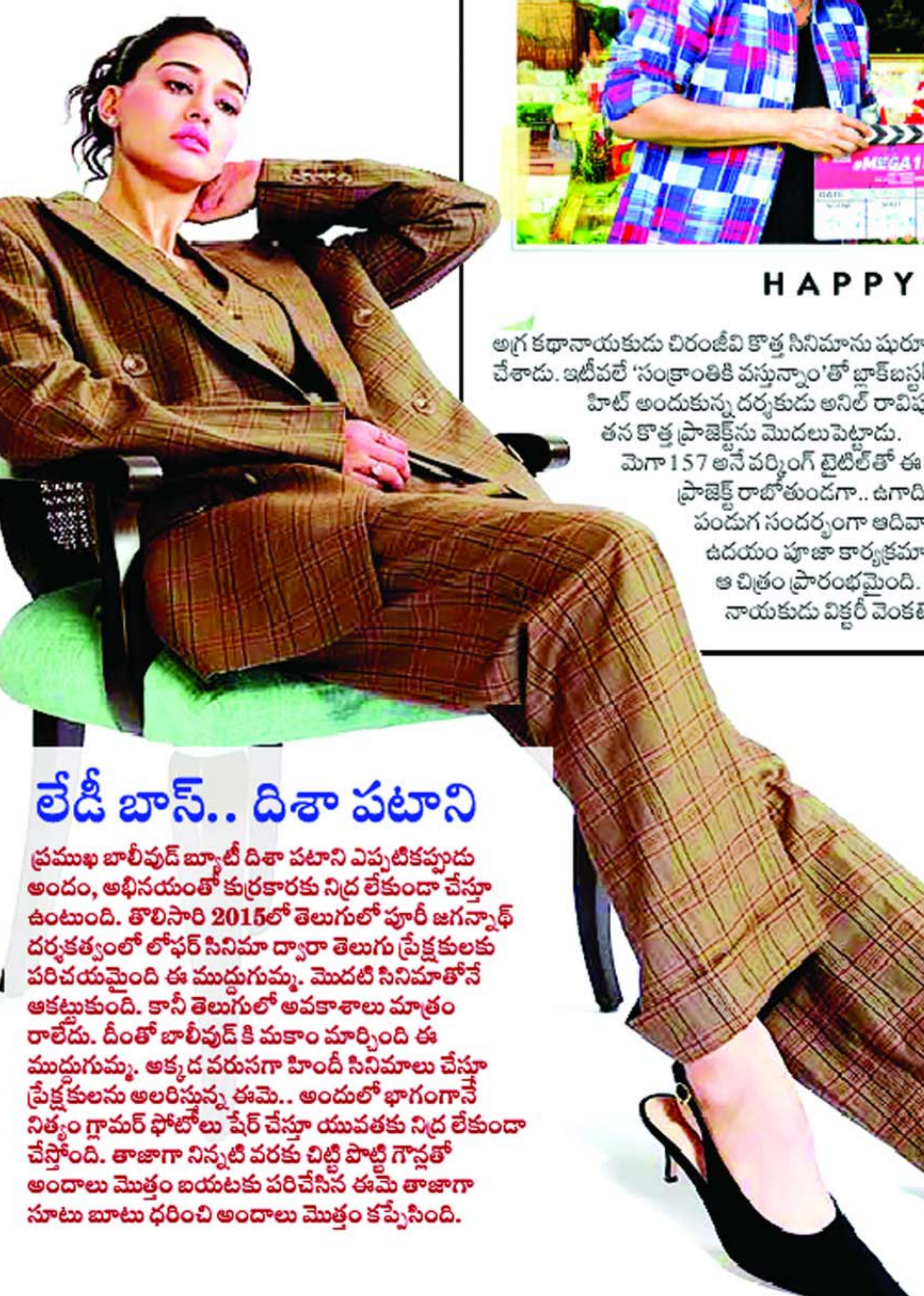 #MEGA1
DATE
SCENE
HAPPY
అగ్ర కథానాయకుడు చిరంజీవి కొత్త సినిమాను షురూ
చేశాడు. ఇటీవలే 'సంక్రాంతికి వస్తున్నాం'తో బ్లాక్‌బస్టర్
హిట్ అందుకున్న దర్శకుడు అనిల్ రావిపూ
తన కొత్త ప్రాజెక్ట్‌ను మొదలుపెట్టాడు.
మెగా157 అనే వర్కింగ్ టైటిల్‌తో ఈ
ప్రాజెక్ట్ రాబోతుండగా.. ఉగాది
పండుగ సందర్భంగా ఆదివా
ఉదయం పూజా కార్యక్రమా
ఆ చిత్రం ప్రారంభమైంది.
నాయకుడు విక్టరీ వెంకటే
లేడీ బాస్.. దిశా పటాని
ప్రముఖ బాలీవుడ్ బ్యూటీ దిశా పటాని ఎప్పటికప్పుడు
అందం, అభినయంతో కుర్రకారకు నిద్ర లేకుండా చేస్తూ
ఉంటుంది. తొలిసారి 2015లో తెలుగులో పూరీ జగన్నాథ్
దర్శకత్వంలో లోఫర్ సినిమా ద్వారా తెలుగు ప్రేక్షకులకు
పరిచయమైంది ఈ ముద్దుగుమ్మ. మొదటి సినిమాతోనే
ఆకట్టుకుంది. కానీ తెలుగులో అవకాశాలు మాత్రం
రాలేదు. దీంతో బాలీవుడ్ కి మకాం మార్చింది ఈ
ముద్దుగుమ్మ. అక్కడ వరుసగా హిందీ సినిమాలు చేస్తూ
ప్రేక్షకులను అలరిస్తున్న ఈమె.. అందులో భాగంగానే
నిత్యం గ్లామర్ ఫోటోలు షేర్ చేస్తూ యువతకు నిద్ర లేకుండా
చేస్తోంది. తాజాగా నిన్నటి వరకు చిట్టి పొట్టి గౌన్లతో
అందాలు మొత్తం బయటకు పరిచేసిన ఈమె తాజాగా
సూటు బూటు ధరించి అందాలు మొత్తం కప్పేసింది.